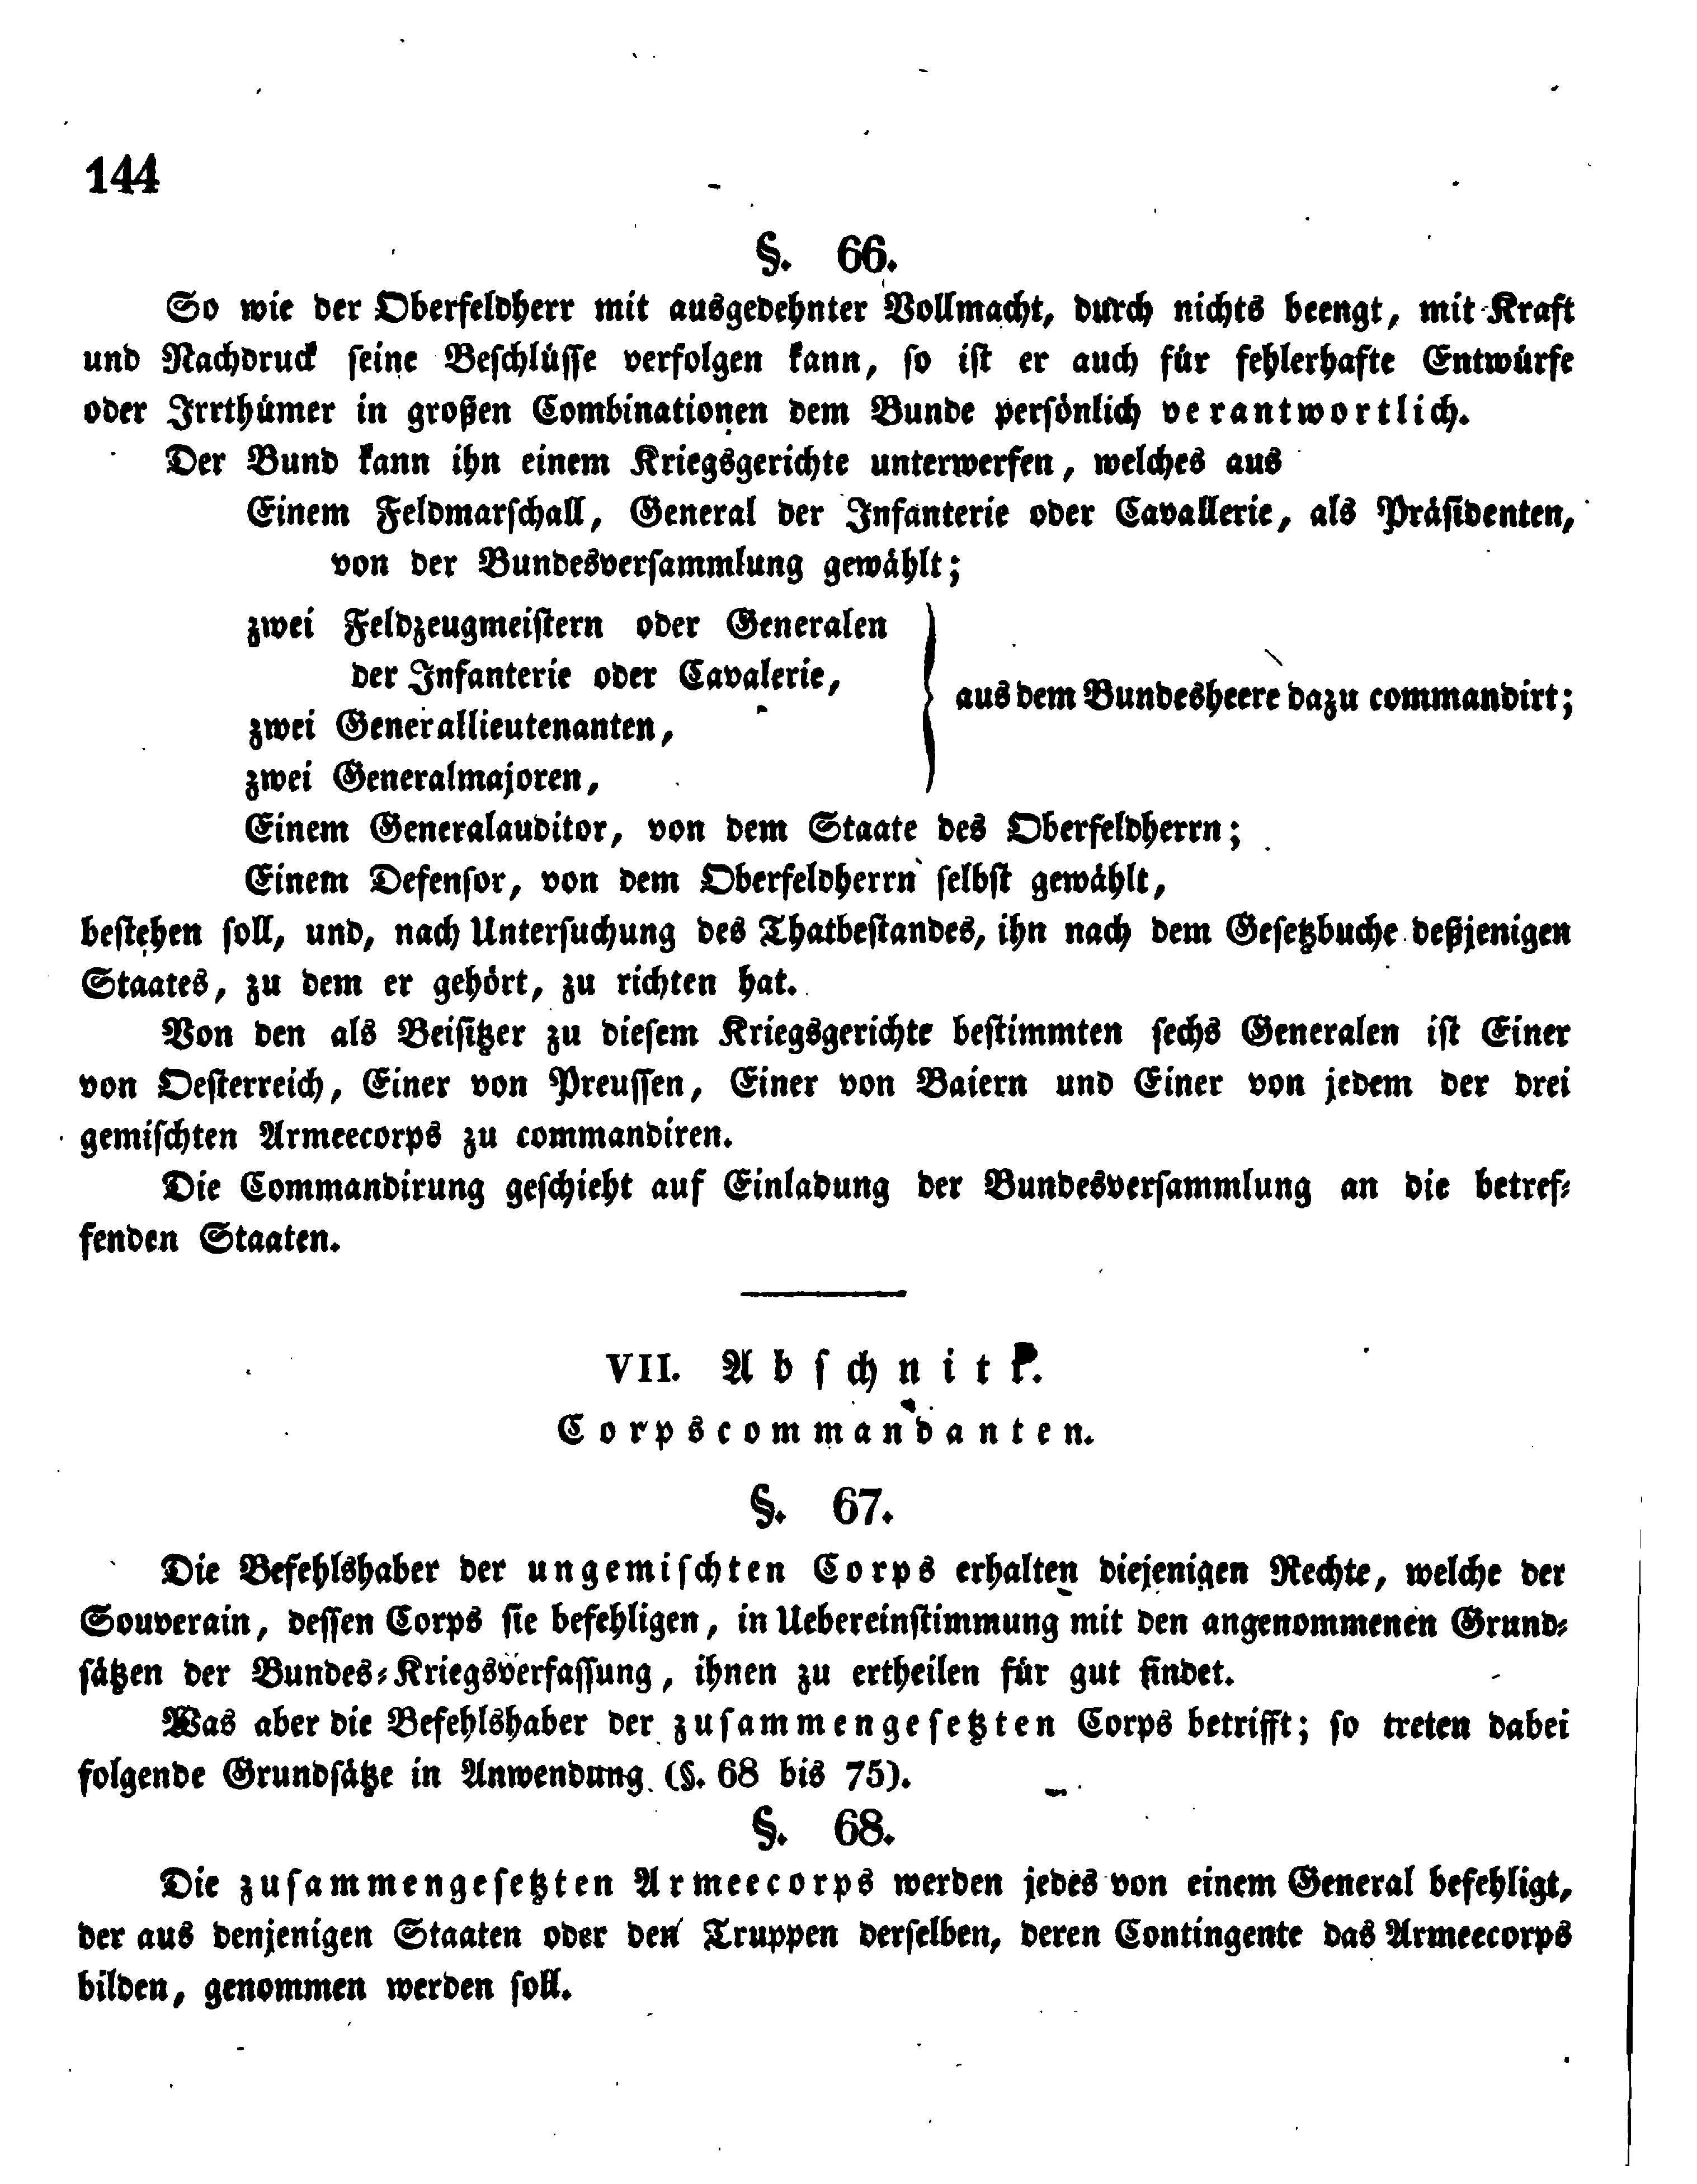 144
§. 66.
So wie der Oberfeldherr mit ausgedehnter Vollmacht, durch nichts beengt, mit Kraft
und Nachdruck seine Beschlüsse verfolgen kann, so ist er auch für fehlerhafte Entwürfe
oder Irrthümer in großen Combinationen dem Bunde persönlich verantwortlich.
Der Bund kann ihn einem Kriegsgerichte unterwerfen, welches aus
Einem Feldmarschall, General der Infanterie oder Cavallerie, als Präsidenten,
von der Bundesversammlung gewählt;
zwei Feldzeugmeistern oder Generalen
der Infanterie oder Cavalerie,
zwei Generallieutenanten,
zwei Generalmajoren,
aus dem Bundesheere dazu commandirt;
Einem Generalauditor, von dem Staate des Oberfeldherrn;
Einem Defensor, von dem Oberfeldherrn selbst gewählt,
bestehen soll, und, nach Untersuchung des Thatbestandes, ihn nach dem Gesetzbuche deßjenigen
Staates, zu dem er gehört, zu richten hat.
Von den als Beisitzer zu diesem Kriegsgerichte bestimmten sechs Generalen ist Einer
von Oesterreich, Einer von Preussen, Einer von Baiern und Einer von jedem der drei
gemischten Armeecorps zu commandiren.
Die Commandirung geschieht auf Einladung der Bundesversammlung an die betref-
fenden Staaten.
VII. Abschnitt.
Corpscommandanten.
§. 67.
Die Befehlshaber der ungemischten Corps erhalten diejenigen Rechte, welche der
Souverain, dessen Corps sie befehligen, in Uebereinstimmung mit den angenommenen Grund-
sätzen der Bundes-Kriegsverfassung, ihnen zu ertheilen für gut findet.
Was aber die Befehlshaber der zusammengesetzten Corps betrifft; so treten dabei
folgende Grundsätze in Anwendung (§. 68 bis 75).
§. 68.
Die zusammengesetzten Armeecorps werden jedes von einem General befehligt,
der aus denjenigen Staaten oder den Truppen derselben, deren Contingente das Armeecorps
bilden, genommen werden soll.